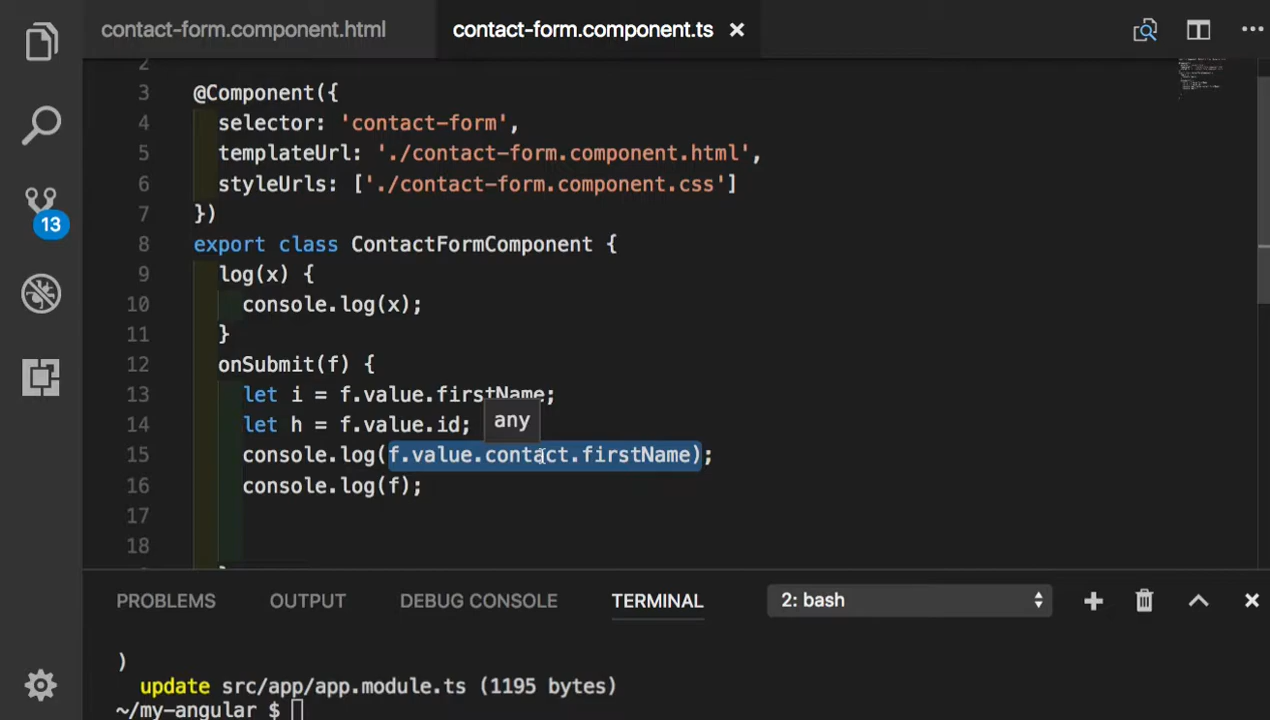 contact-form.component.html
contact-form.component.ts ×
2
3 @Component({
4 selector: 'contact-form',
5 templateUrl: './contact-form.component.html',
6 styleUrls: ['./contact-form.component.css']
7 })
8 export class ContactFormComponent {
9 log(x) {
10 console.log(x);
11 }
13
12 onSubmit(f) {
13 let i = f.value.firstName;
14 let h = f.value.id;
any
15 console.log(f.value.contact.firstName);
16 console.log(f);
17
18
PROBLEMS OUTPUT DEBUG CONSOLE TERMINAL 2: bash
)
update src/app/app.module.ts (1195 bytes)
~/my-angular $